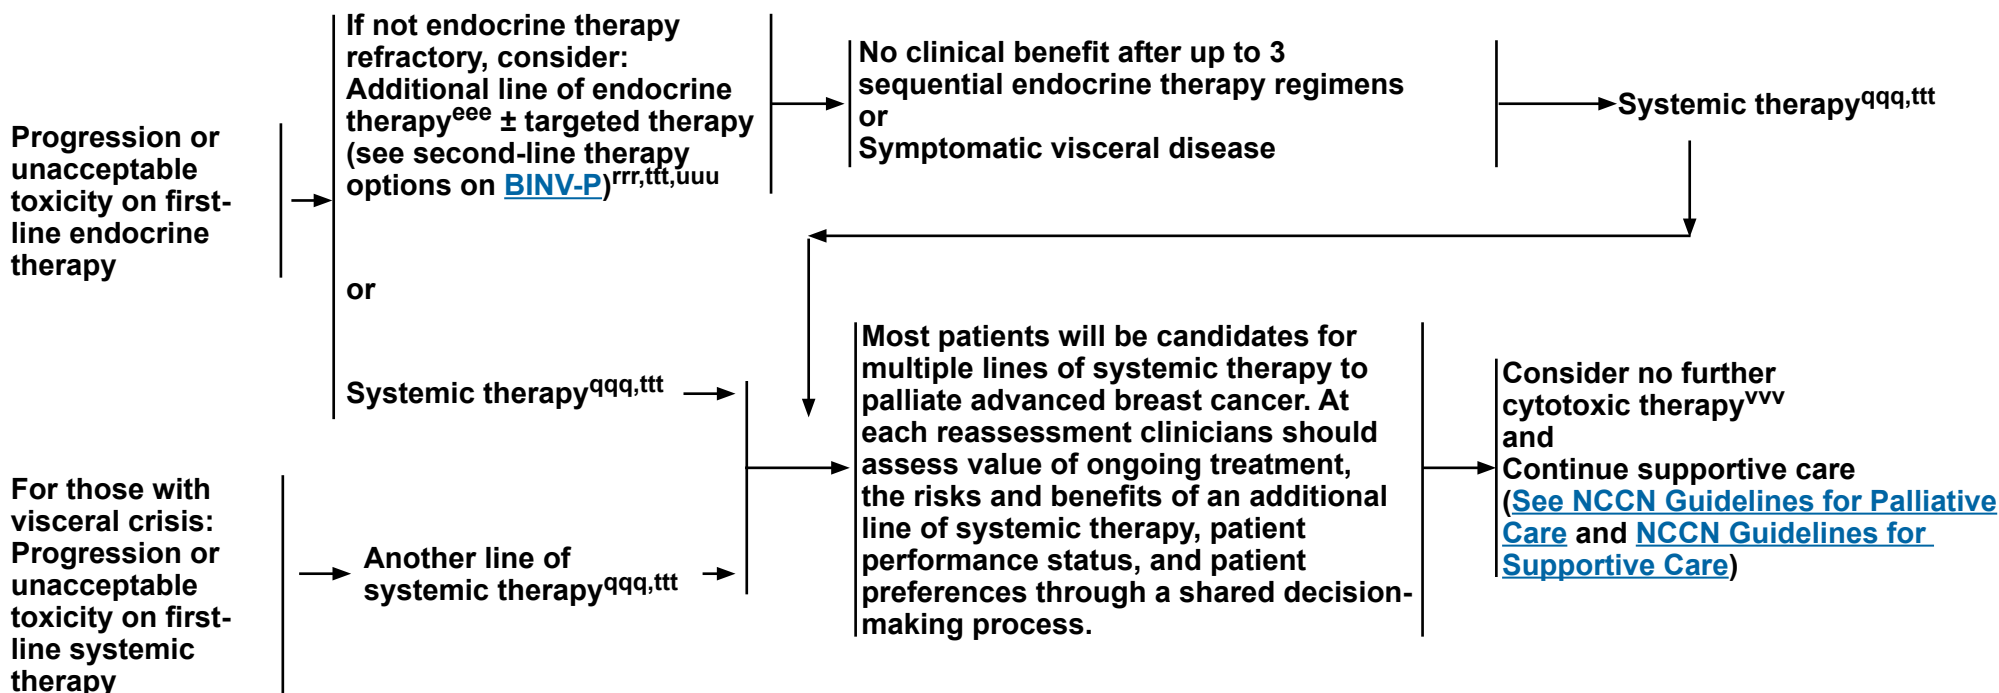 Progression or
unacceptable
toxicity on first-
line endocrine
therapy
If not endocrine therapy
refractory, consider:
Additional line of endocrine
therapyeee ± targeted therapy
(see second-line therapy
options on BINV-P)rrr,ttt,uuu
or
Systemic therapyqqq,ttt
No clinical benefit after up to 3
sequential endocrine therapy regimens
or
Symptomatic visceral disease
Systemic therapyqqq,ttt
For those with
visceral crisis:
Progression or
unacceptable
toxicity on first-
line systemic
therapy
Another line of
systemic therapyqqq,ttt
Most patients will be candidates for
multiple lines of systemic therapy to
palliate advanced breast cancer. At
each reassessment clinicians should
assess value of ongoing treatment,
the risks and benefits of an additional
line of systemic therapy, patient
performance status, and patient
preferences through a shared decision-
making process.
Consider no further
cytotoxic therapyvvv
and
Continue supportive care
(See NCCN Guidelines for Palliative
Care and NCCN Guidelines for
Supportive Care)